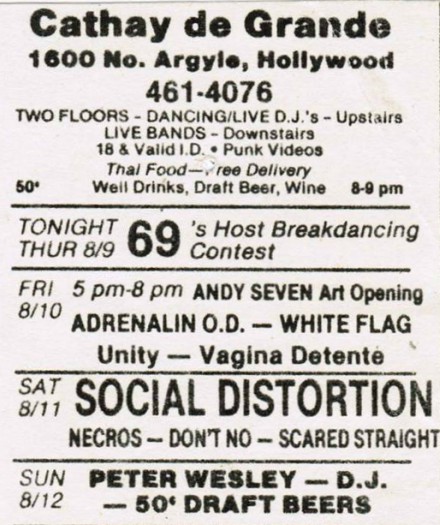 Cathay de Grande
1600 No. Argyle, Hollywood
461-4076
TWO FLOORS - DANCING/LIVE D.J.'s - Upstairs
LIVE BANDS - Downstairs
18 & Valid I.D. • Punk Videos
Thai Food—Free Delivery
50¢ Well Drinks, Draft Beer, Wine 8-9 pm
TONIGHT THUR 8/9 69's Host Breakdancing
Contest
FRI 8/10 5 pm-8 pm ANDY SEVEN Art Opening
ADRENALIN O.D. — WHITE FLAG
Unity — Vagina Detente
SAT 8/11 SOCIAL DISTORTION
NECROS — DON'T NO — SCARED STRAIGHT
SUN 8/12 PETER WESLEY — D.J.
— 50¢ DRAFT BEERS